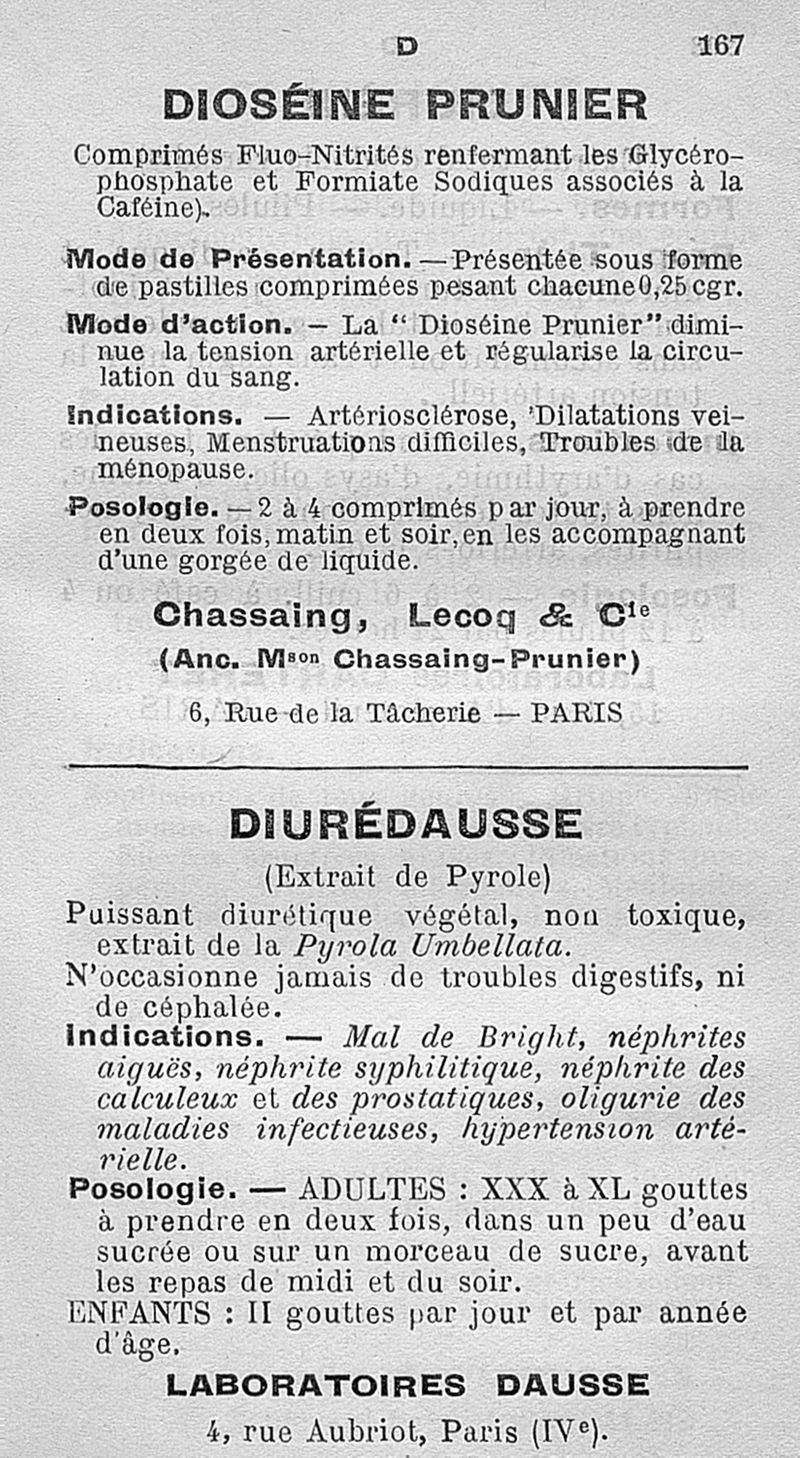 D 167
DIOSÉINE PRUNIER
Comprimés Fluo-Nitrités renfermant les Glycéro-
phosphate et Formiate Sodiques associés à la
Caféine).
Mode de Présentation. — Présentée sous forme
de pastilles comprimées pesant chacune 0,25 cgr.
Mode d'action. — La “ Dioséine Prunier” dimi-
nue la tension artérielle et régularise la circu-
lation du sang.
Indications. — Artériosclérose, 'Dilatations vei-
neuses, Menstruations difficiles, Troubles de la
ménopause.
Posologie. — 2 à 4 comprimés par jour, à prendre
en deux fois, matin et soir, en les accompagnant
d'une gorgée de liquide.
Chassaing, Lecoq & Cie
(Anc. Mson Chassaing-Prunier)
6, Rue de la Tâcherie — PARIS
DIURÉDAUSSE
(Extrait de Pyrole)
Puissant diurétique végétal, non toxique,
extrait de la Pyrola Umbellata.
N'occasionne jamais de troubles digestifs, ni
de céphalée.
Indications. — Mal de Bright, néphrites
aiguës, néphrite syphilitique, néphrite des
calculeux et des prostatiques, oligurie des
maladies infectieuses, hypertension arté-
rielle.
Posologie. — ADULTES : XXX à XL gouttes
à prendre en deux fois, dans un peu d'eau
sucrée ou sur un morceau de sucre, avant
les repas de midi et du soir.
ENFANTS : II gouttes par jour et par année
d'âge.
LABORATOIRES DAUSSE
4, rue Aubriot, Paris (IVe).